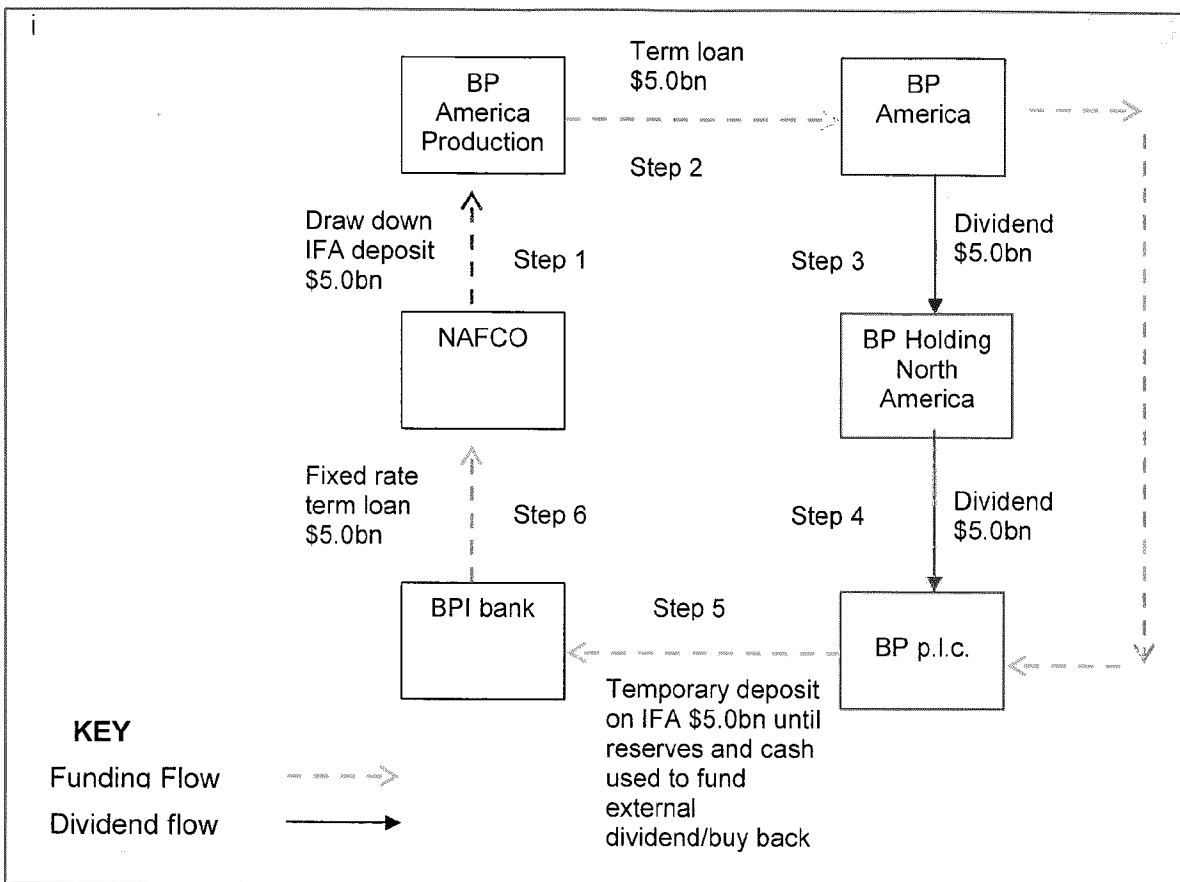 i
BP
America
Production
Term loan
$5.0bn
Step 2
BP
America
Draw down
IFA deposit
$5.0bn
Step 1
Step 3
Dividend
$5.0bn
NAFCO
BP Holding
North
America
Fixed rate
term loan
$5.0bn
Step 6
Step 4
Dividend
$5.0bn
BPI bank
Step 5
BP p.l.c.
Temporary deposit
on IFA $5.0bn until
reserves and cash
used to fund
external
dividend/buy back
KEY
Funding Flow
Dividend flow